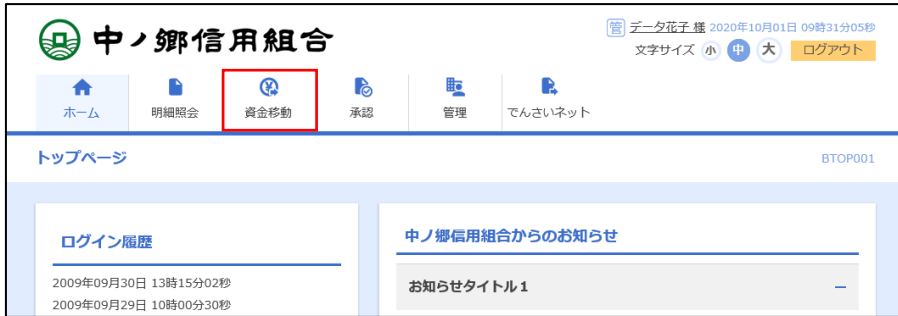 中ノ郷信用組合
管 データ花子 様 2020年10月01日 09時31分05秒
文字サイズ 小 中 大 ログアウト
ホーム 明細照会 資金移動 承認 管理 でんさいネット
トップページ BTOP001
ログイン履歴
2009年09月30日 13時15分02秒
2009年09月29日 10時00分30秒
中ノ郷信用組合からのお知らせ
お知らせタイトル1